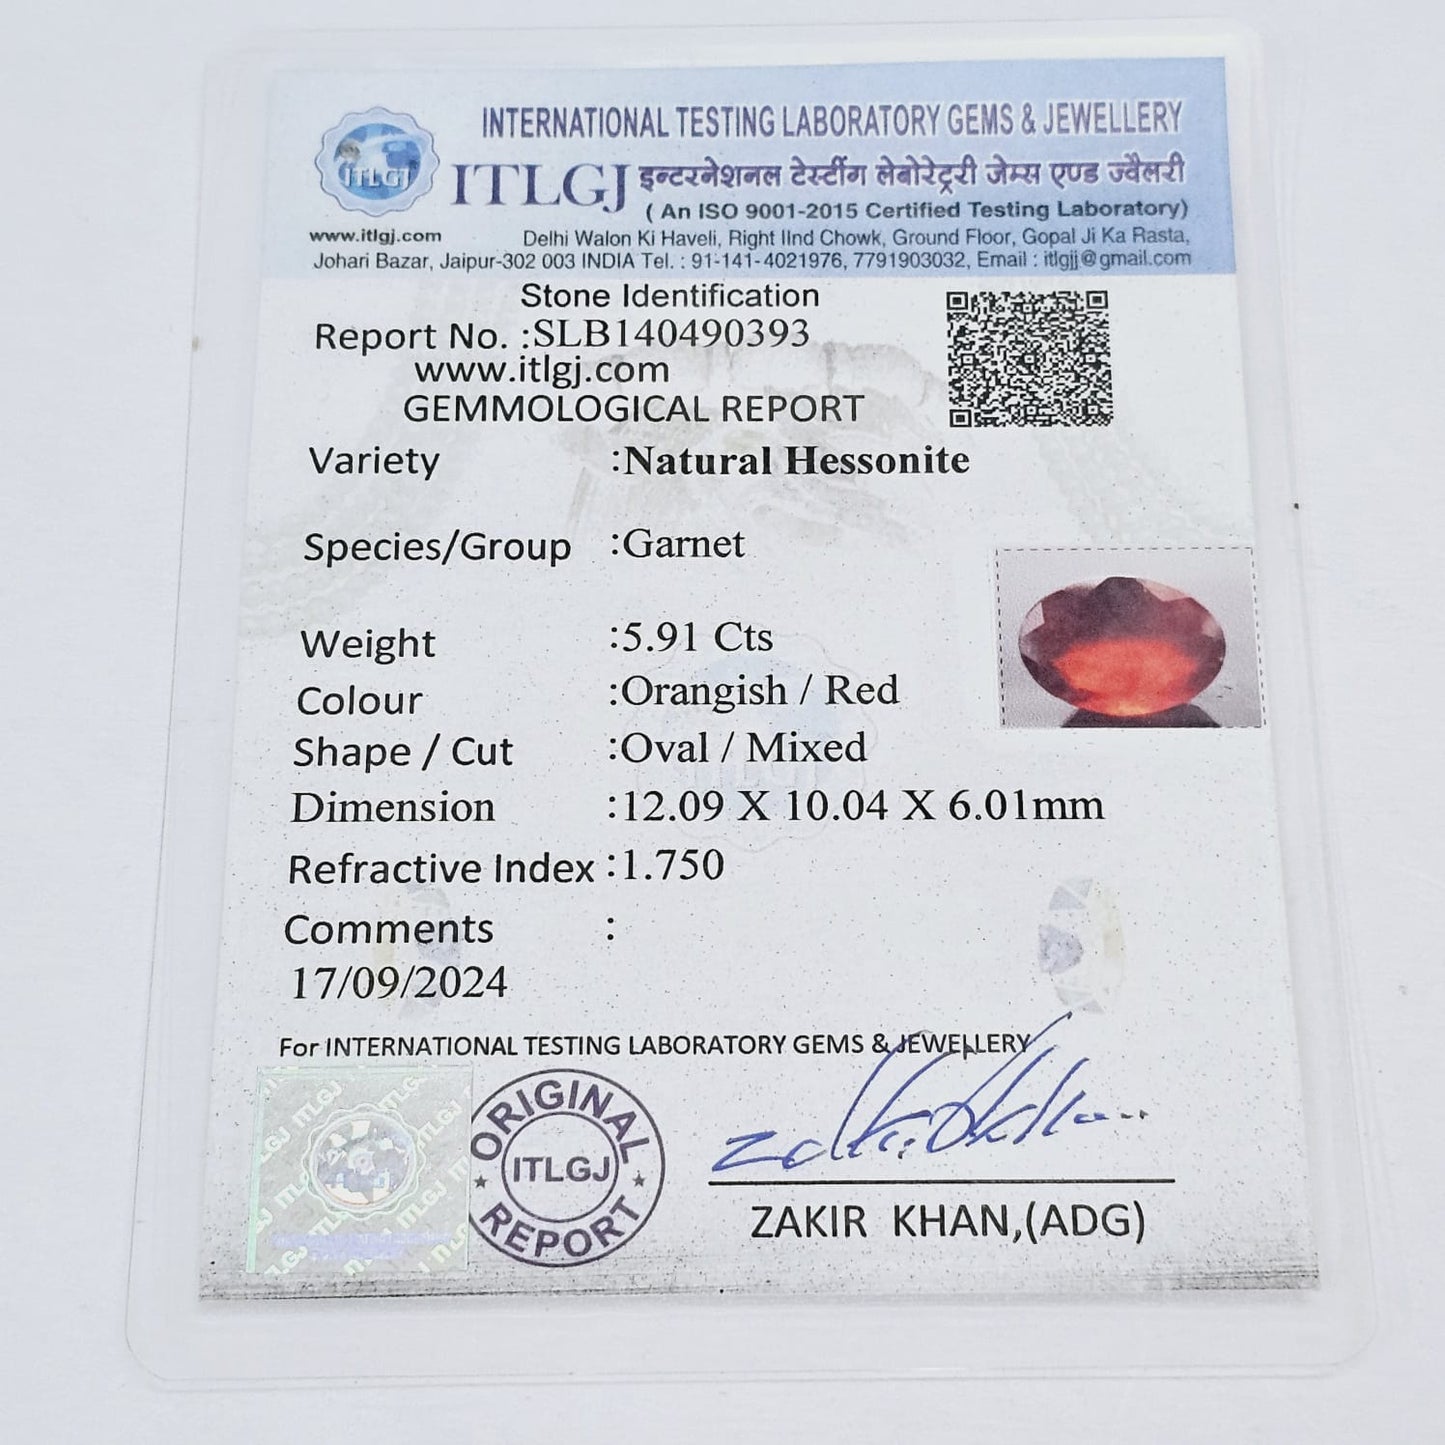 INTERNATIONAL TESTING LABORATORY GEMS & JEWELLERY
ITLGJ
ITLGJ इन्टरनेशनल टेस्टींग लेबोरेट्ररी जेम्स एण्ड ज्वैलरी
( An ISO 9001-2015 Certified Testing Laboratory)
www.itlgj.com Delhi Walon Ki Haveli, Right IInd Chowk, Ground Floor, Gopal Ji Ka Rasta,
Johari Bazar, Jaipur-302 003 INDIA Tel. : 91-141-4021976, 7791903032, Email : itlgjj@gmail.com
Stone Identification
Report No. :SLB140490393
www.itlgj.com
GEMMOLOGICAL REPORT
Variety :Natural Hessonite
Species/Group :Garnet
Weight :5.91 Cts
Colour :Orangish / Red
Shape / Cut :Oval / Mixed
Dimension :12.09 X 10.04 X 6.01mm
Refractive Index :1.750
Comments :
17/09/2024
For INTERNATIONAL TESTING LABORATORY GEMS & JEWELLERY
ORIGINAL
ITLGJ
REPORT
ZAKIR KHAN,(ADG)